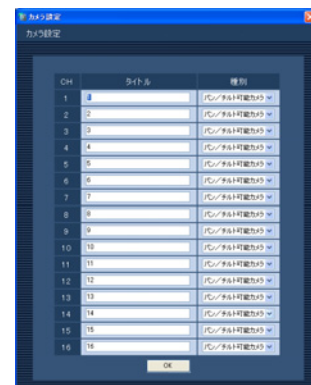 カメラ設定
カメラ設定
CH タイトル 種別
1 1 パン／チルト可能カメラ
2 2 パン／チルト可能カメラ
3 3 パン／チルト可能カメラ
4 4 パン／チルト可能カメラ
5 5 パン／チルト可能カメラ
6 6 パン／チルト可能カメラ
7 7 パン／チルト可能カメラ
8 8 パン／チルト可能カメラ
9 9 パン／チルト可能カメラ
10 10 パン／チルト可能カメラ
11 11 パン／チルト可能カメラ
12 12 パン／チルト可能カメラ
13 13 パン／チルト可能カメラ
14 14 パン／チルト可能カメラ
15 15 パン／チルト可能カメラ
16 16 パン／チルト可能カメラ
OK